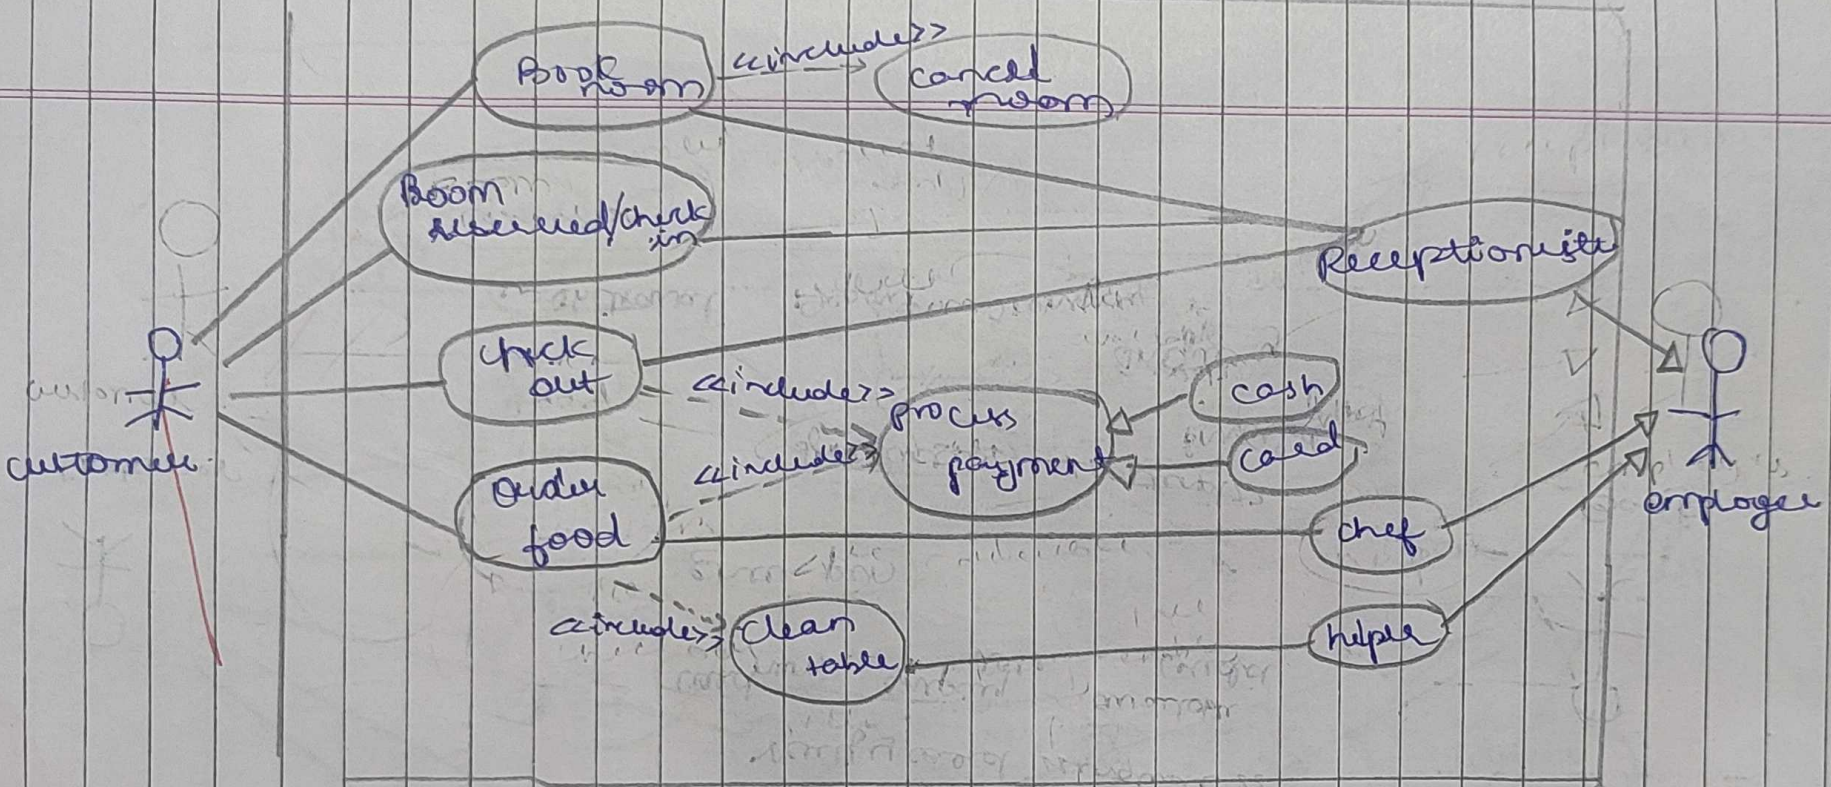 Book
room
<<include>>
cancel
room
Room
reserved/check
in
Receptionist
check
out
<<include>>
process
payment
cash
card
customer
<<include>>
order
food
chef
employee
<<include>>
clean
table
helper